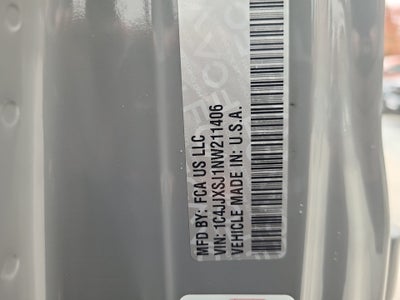 MFD BY: FCA US LLC
VIN: 1C4JJXSJ1NW211406
VEHICLE MADE IN: U.S.A.